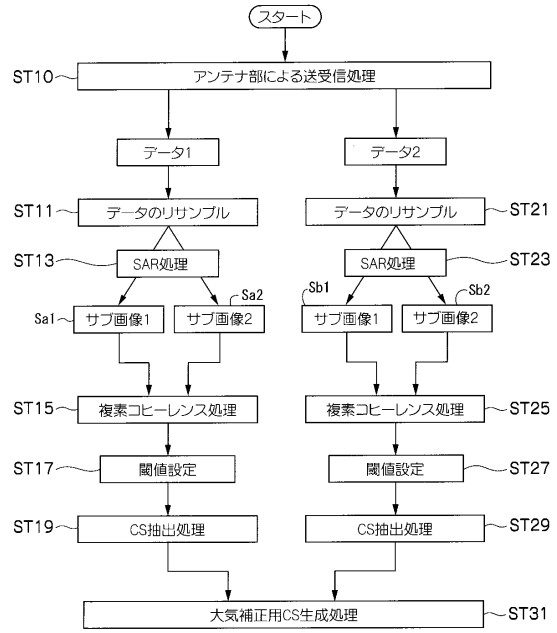 スタート
ST10 アンテナ部による送受信処理
データ1 データ2
ST11 データのリサンプル データのリサンプル ST21
ST13 SAR処理 SAR処理 ST23
Sa1 サブ画像1 Sa2 サブ画像2 Sb1 サブ画像1 Sb2 サブ画像2
ST15 複素コヒーレンス処理 複素コヒーレンス処理 ST25
ST17 閾値設定 閾値設定 ST27
ST19 CS抽出処理 CS抽出処理 ST29
大気補正用CS生成処理 ST31